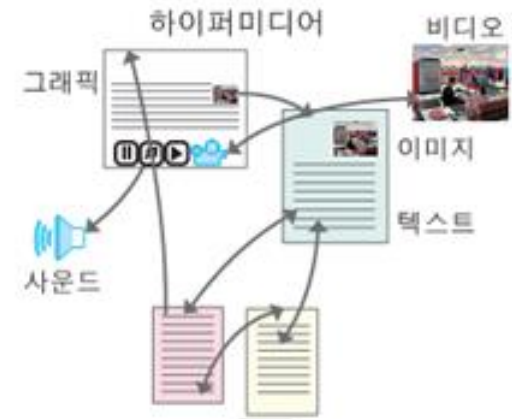 하이퍼미디어
비디오
그래픽
이미지
텍스트
사운드